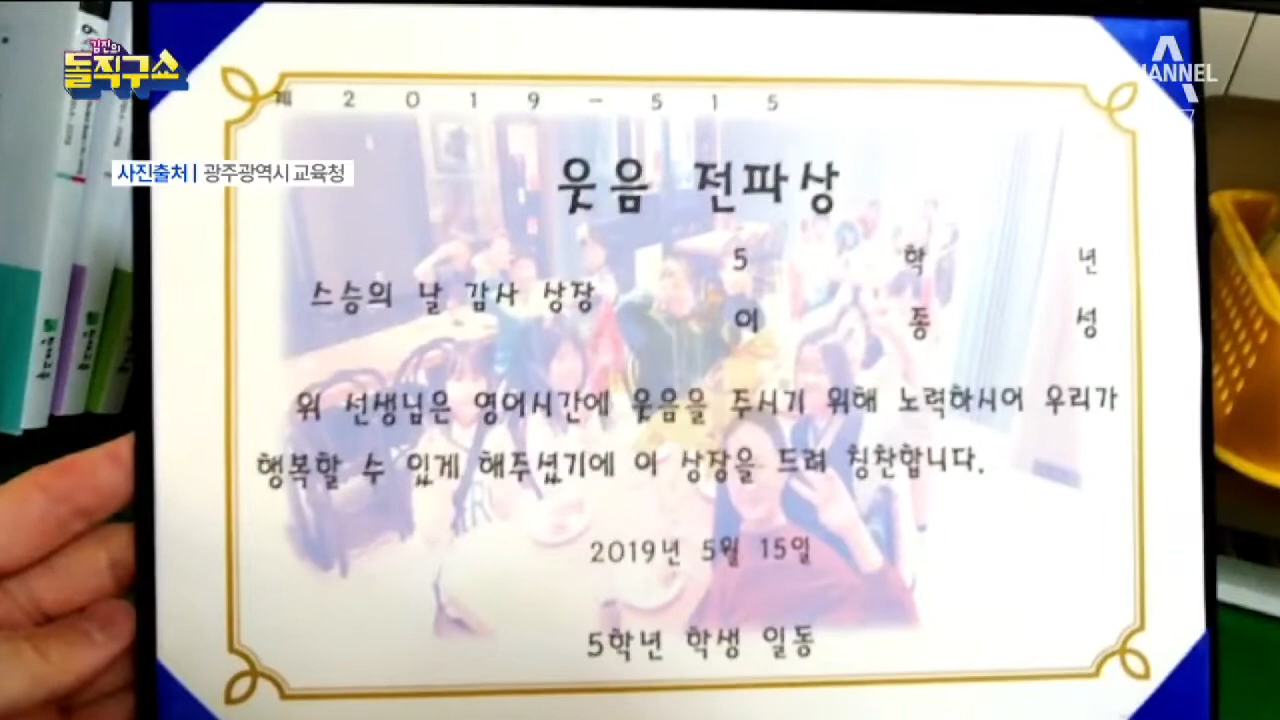 김진의
돌직구쇼
CHANNEL A
사진출처 | 광주광역시 교육청
제 2 0 1 9 - 5 1 5
웃음 전파상
스승의 날 감사 상장
5 학 년
이 종 성
위 선생님은 영어시간에 웃음을 주시기 위해 노력하시어 우리가
행복할 수 있게 해주셨기에 이 상장을 드려 칭찬합니다.
2019년 5월 15일
5학년 학생 일동